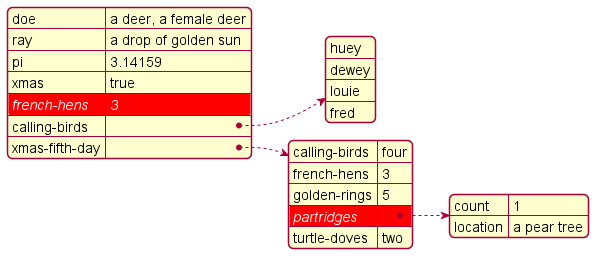 doe a deer, a female deer
ray a drop of golden sun
pi 3.14159
xmas true
french-hens 3
calling-birds
xmas-fifth-day
huey
dewey
louie
fred
calling-birds four
french-hens 3
golden-rings 5
partridges
turtle-doves two
count 1
location a pear tree